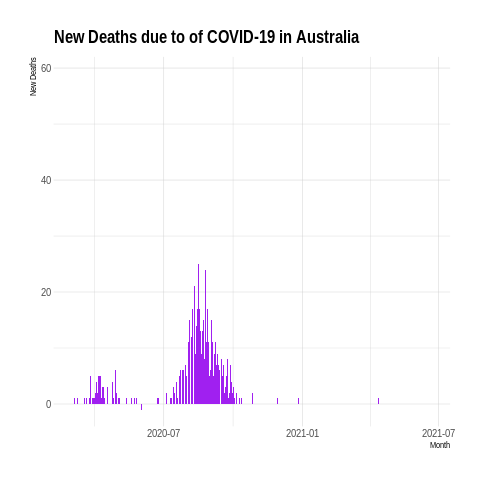 New Deaths due to of COVID-19 in Australia
New Deaths
60
40
20
0
2020-07
2021-01
2021-07
Month